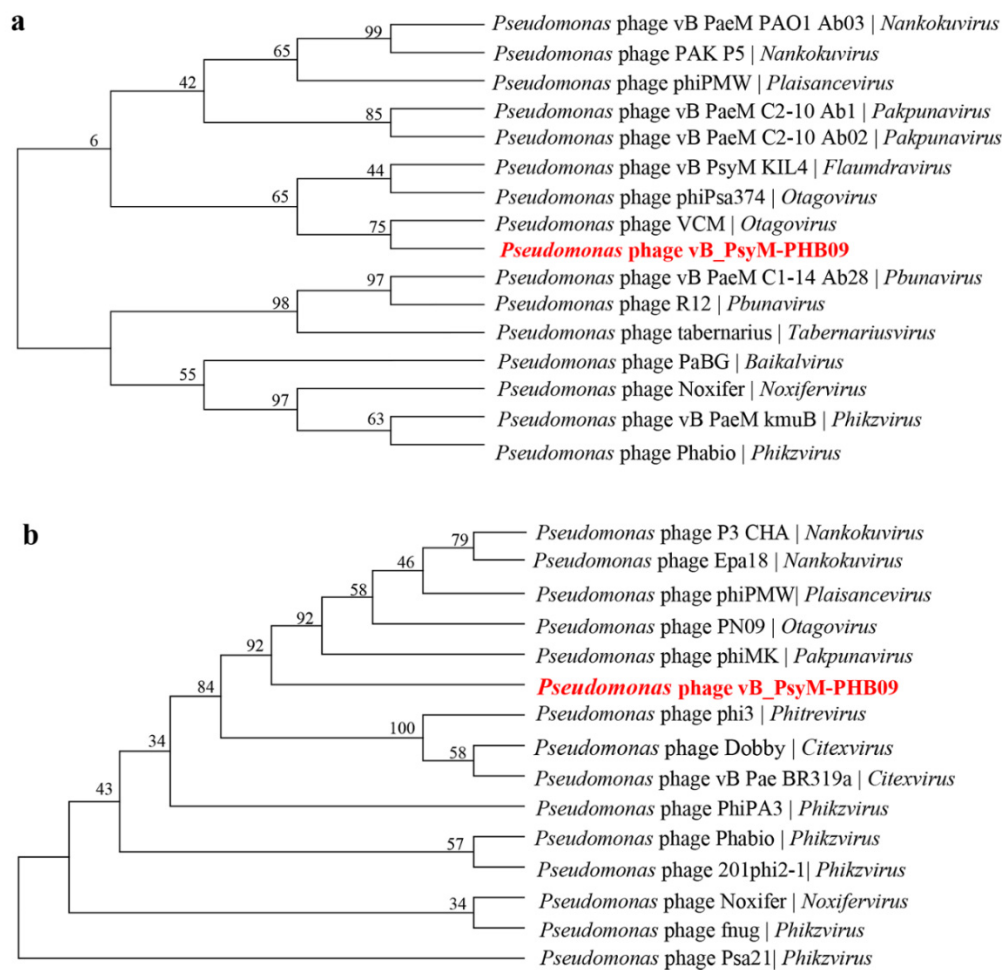 a
Pseudomonas phage vB PaeM PAO1 Ab03 | Nankokuvirus
99
Pseudomonas phage PAK P5 | Nankokuvirus
65
Pseudomonas phage phiPMW | Plaisancevirus
42
Pseudomonas phage vB PaeM C2-10 Ab1 | Pakpunavirus
85
Pseudomonas phage vB PaeM C2-10 Ab02 | Pakpunavirus
6
Pseudomonas phage vB PsyM KIL4 | Flaumdravirus
44
Pseudomonas phage phiPsa374 | Otagovirus
65
Pseudomonas phage VCM | Otagovirus
75
Pseudomonas phage vB_PsyM-PHB09
Pseudomonas phage vB PaeM C1-14 Ab28 | Pbunavirus
97
Pseudomonas phage R12 | Pbunavirus
98
Pseudomonas phage tabernarius | Tabernariusvirus
Pseudomonas phage PaBG | Baikalvirus
55
Pseudomonas phage Noxifer | Noxifervirus
97
Pseudomonas phage vB PaeM kmuB | Phikzvirus
63
Pseudomonas phage Phabio | Phikzvirus
b
Pseudomonas phage P3 CHA | Nankokuvirus
79
Pseudomonas phage Epa18 | Nankokuvirus
46
Pseudomonas phage phiPMW| Plaisancevirus
58
Pseudomonas phage PN09 | Otagovirus
92
Pseudomonas phage phiMK | Pakpunavirus
92
Pseudomonas phage vB_PsyM-PHB09
84
Pseudomonas phage phi3 | Phitrevirus
100
Pseudomonas phage Dobby | Citexvirus
58
Pseudomonas phage vB Pae BR319a | Citexvirus
34
Pseudomonas phage PhiPA3 | Phikzvirus
43
Pseudomonas phage Phabio | Phikzvirus
57
Pseudomonas phage 201phi2-1| Phikzvirus
Pseudomonas phage Noxifer | Noxifervirus
34
Pseudomonas phage fnug | Phikzvirus
Pseudomonas phage Psa21| Phikzvirus